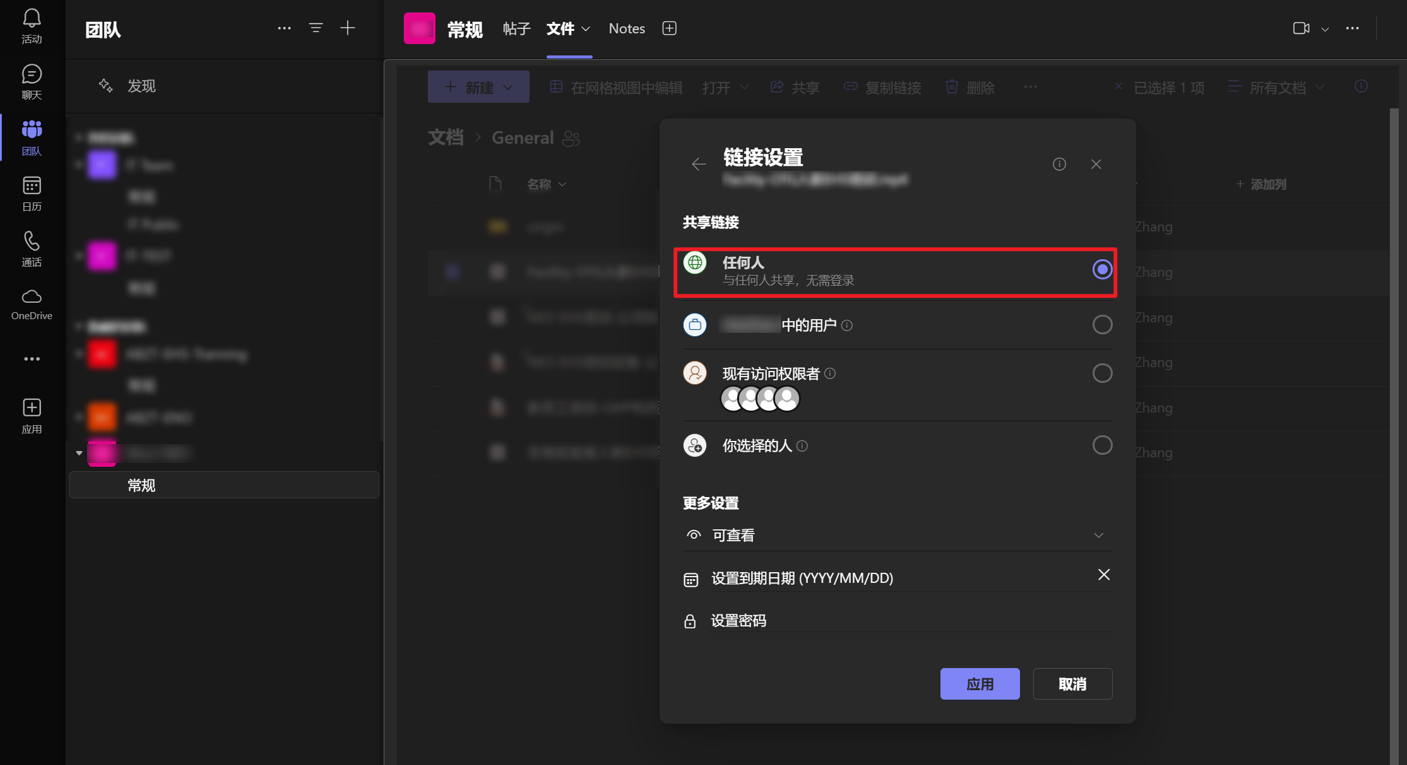 活动
聊天
团队
日历
通话
OneDrive
应用
团队
发现
IT Team
常规
IT Public
IT-TEST
常规
常规
常规
常规
帖子
文件
Notes
新建
在网格视图中编辑
打开
共享
复制链接
删除
已选择 1 项
所有文档
文档
General
名称
添加列
Zhang
Zhang
Zhang
Zhang
Zhang
Zhang
链接设置
共享链接
任何人
与任何人共享，无需登录
中的用户
现有访问权限者
你选择的人
更多设置
可查看
设置到期日期 (YYYY/MM/DD)
设置密码
应用
取消